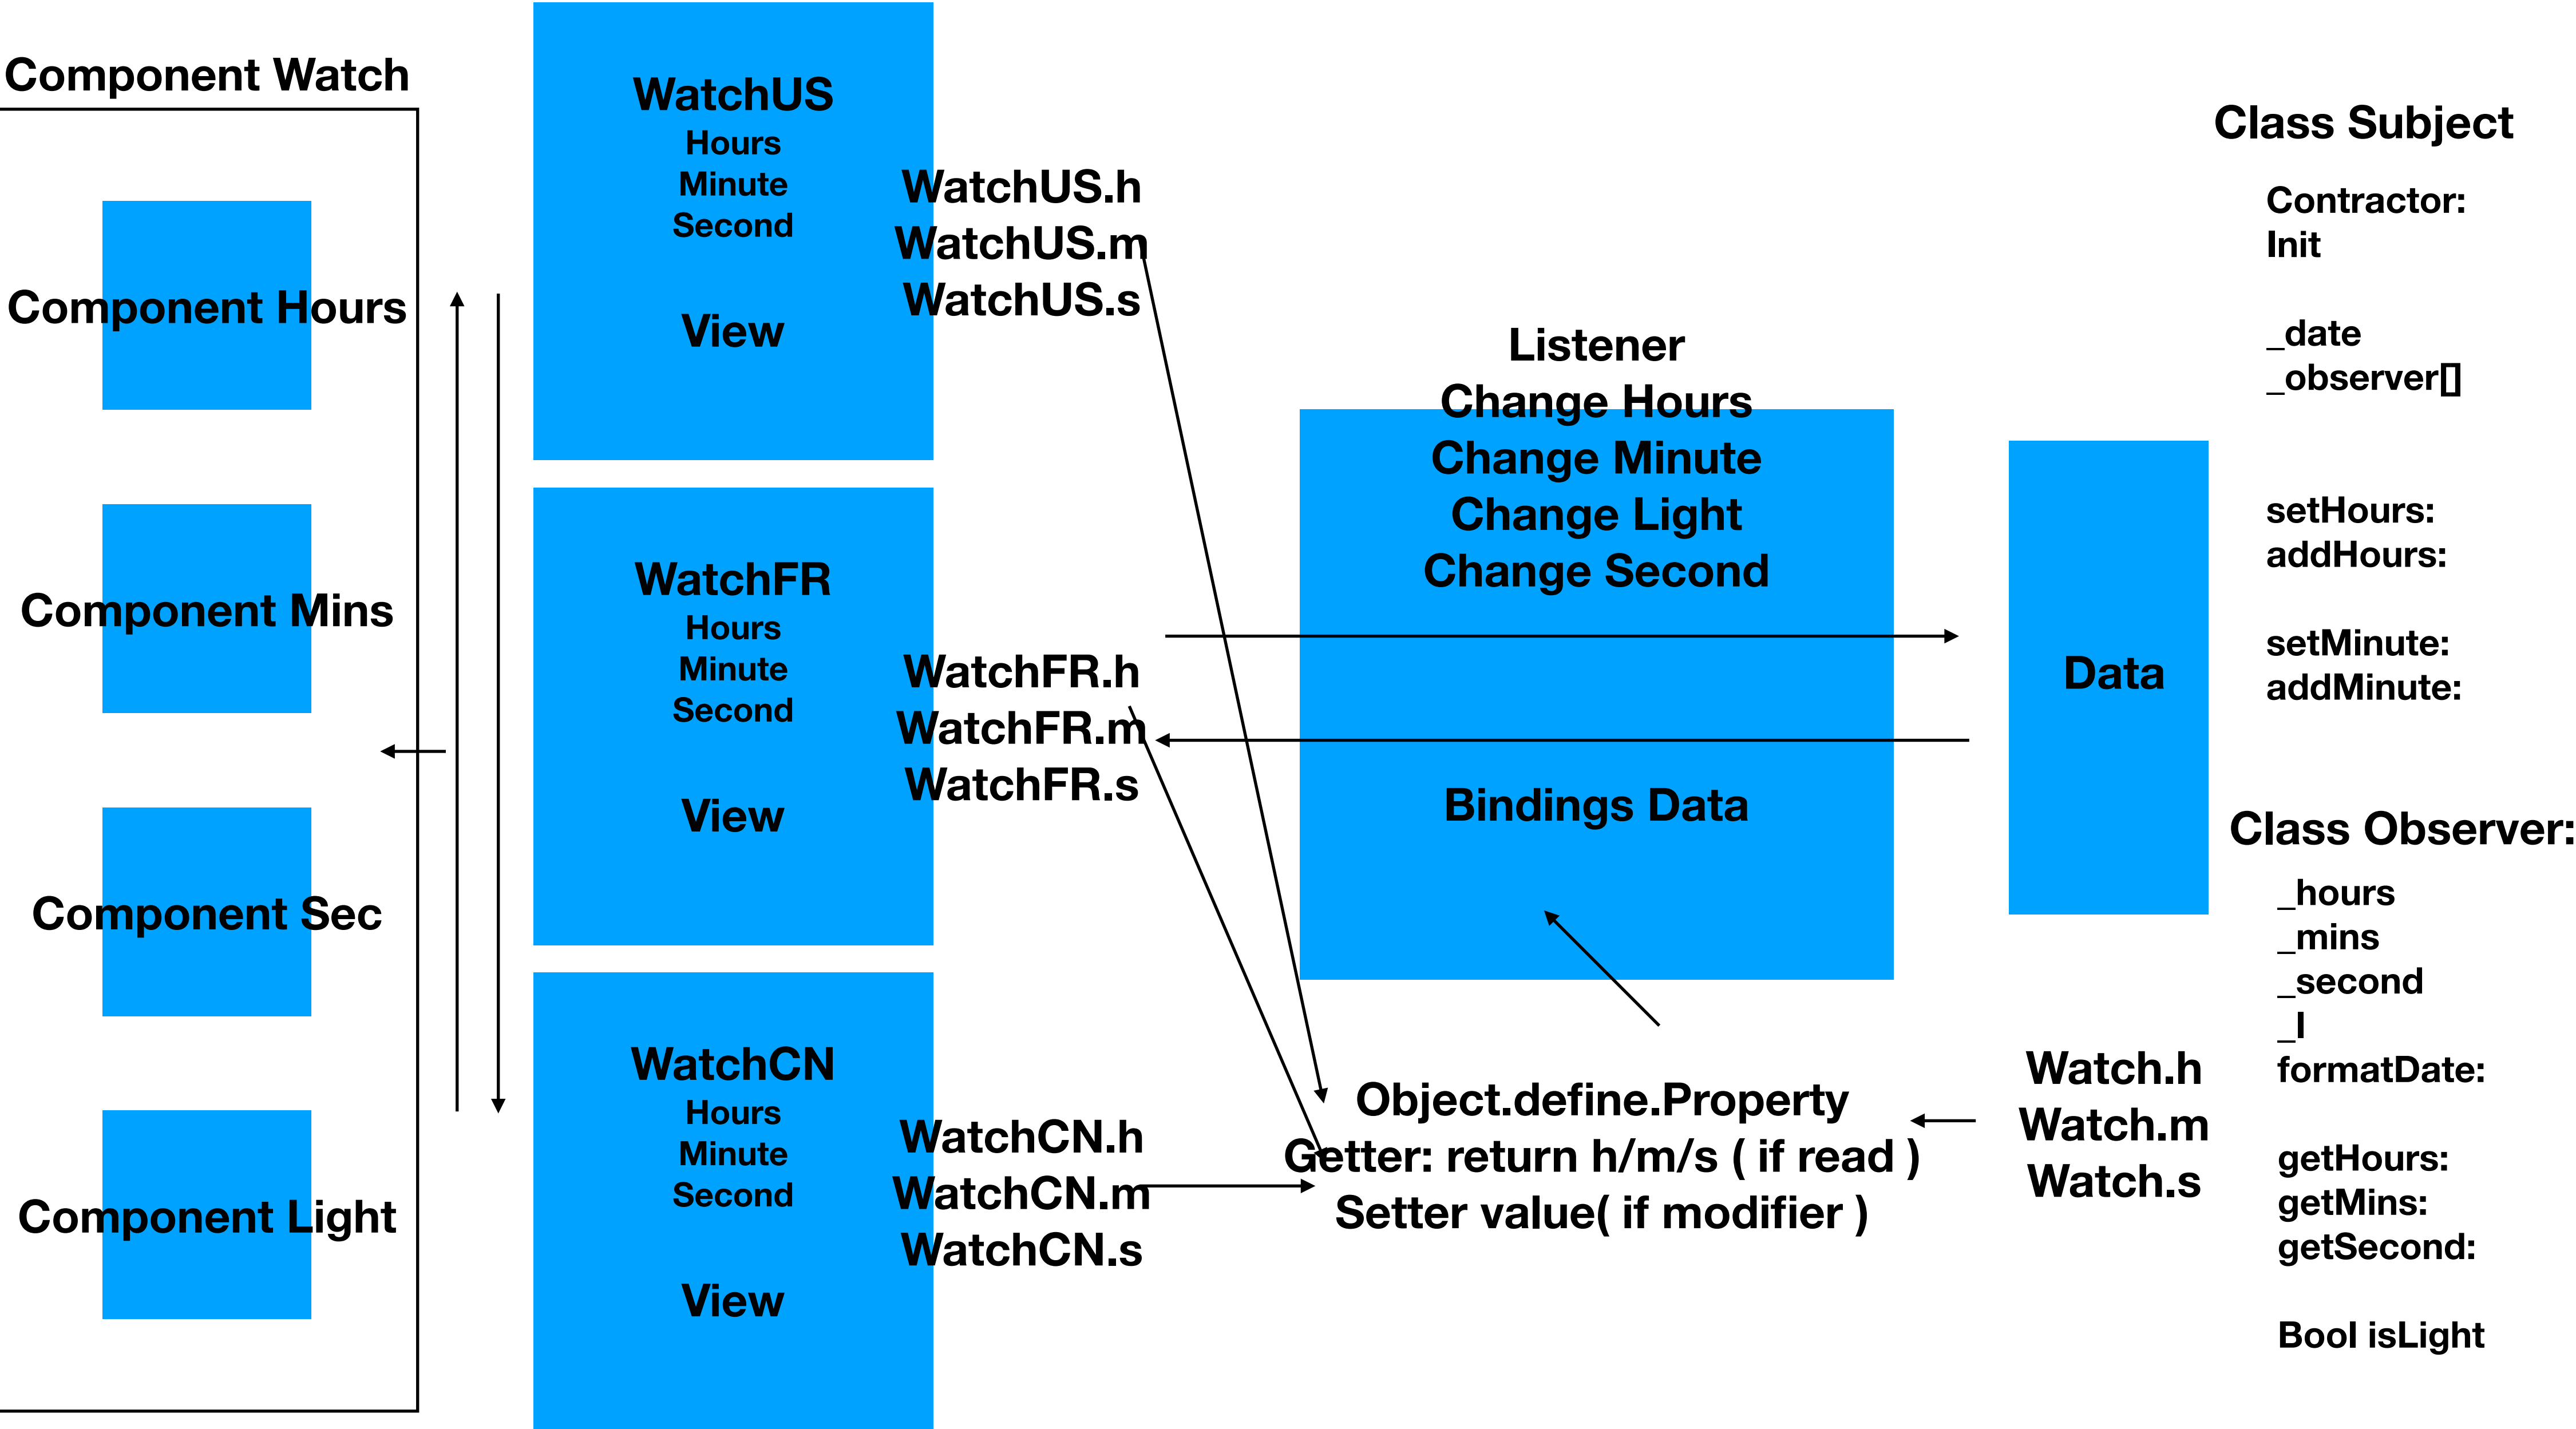 Component Watch
Component Hours
Component Mins
Component Sec
Component Light
WatchUS
Hours
Minute
Second
View
WatchUS.h
WatchUS.m
WatchUS.s
WatchFR
Hours
Minute
Second
View
WatchFR.h
WatchFR.m
WatchFR.s
WatchCN
Hours
Minute
Second
View
WatchCN.h
WatchCN.m
WatchCN.s
Listener
Change Hours
Change Minute
Change Light
Change Second
Bindings Data
Object.define.Property
Getter: return h/m/s ( if read )
Setter value( if modifier )
Data
Watch.h
Watch.m
Watch.s
Class Subject
Contractor:
Init
_date
_observer[]
setHours:
addHours:
setMinute:
addMinute:
Class Observer:
_hours
_mins
_second
_l
formatDate:
getHours:
getMins:
getSecond:
Bool isLight